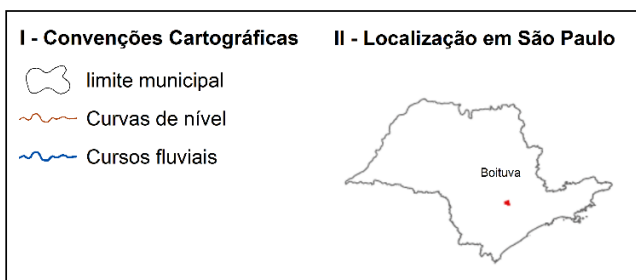 I - Convenções Cartográficas
limite municipal
Curvas de nível
Cursos fluviais
II - Localização em São Paulo
Boituva